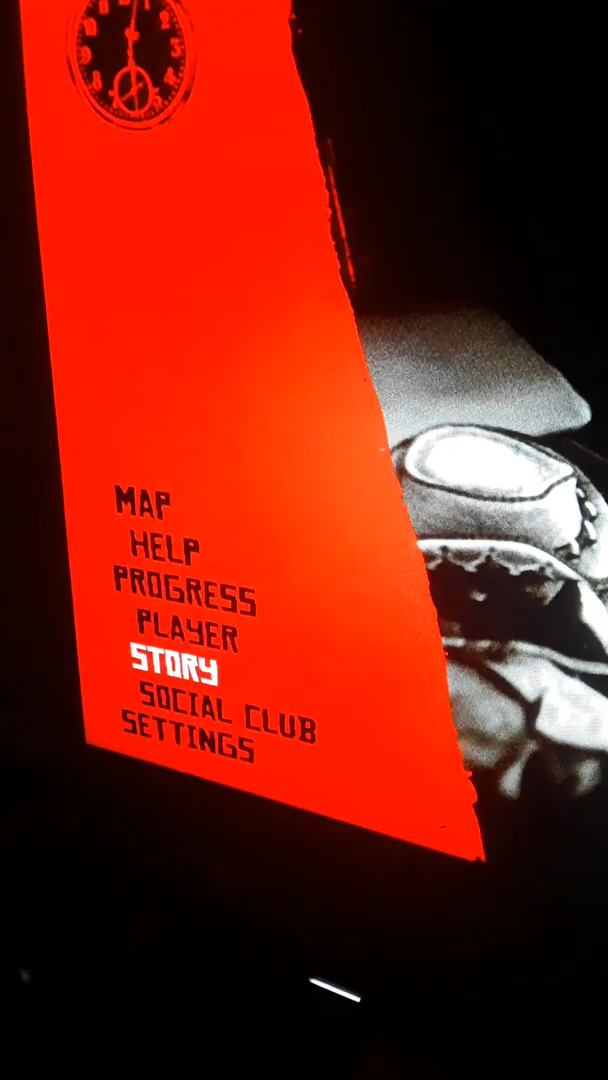 MAP
HELP
PROGRESS
PLAYER
STORY
SOCIAL CLUB
SETTINGS